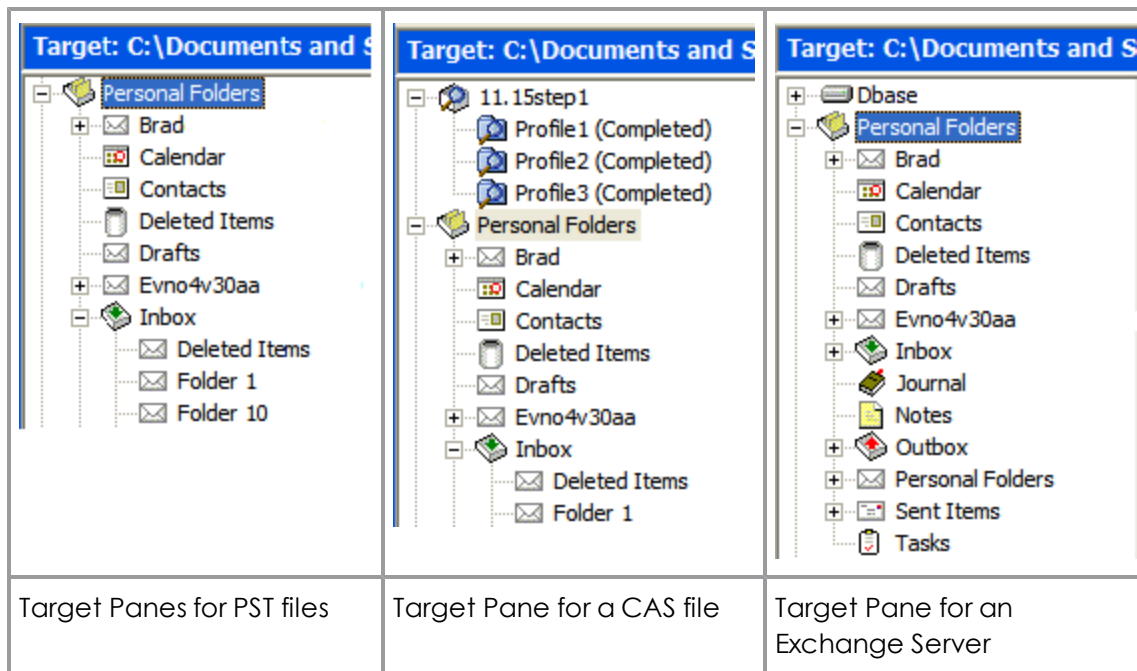 Target: C:\Documents and S
Personal Folders
Brad
Calendar
Contacts
Deleted Items
Drafts
Evno4v30aa
Inbox
Deleted Items
Folder 1
Folder 10
Target Panes for PST files
Target: C:\Documents and S
11.15step1
Profile1 (Completed)
Profile2 (Completed)
Profile3 (Completed)
Personal Folders
Brad
Calendar
Contacts
Deleted Items
Drafts
Evno4v30aa
Inbox
Deleted Items
Folder 1
Target Pane for a CAS file
Target: C:\Documents and S
Dbase
Personal Folders
Brad
Calendar
Contacts
Deleted Items
Drafts
Evno4v30aa
Inbox
Journal
Notes
Outbox
Personal Folders
Sent Items
Tasks
Target Pane for an
Exchange Server